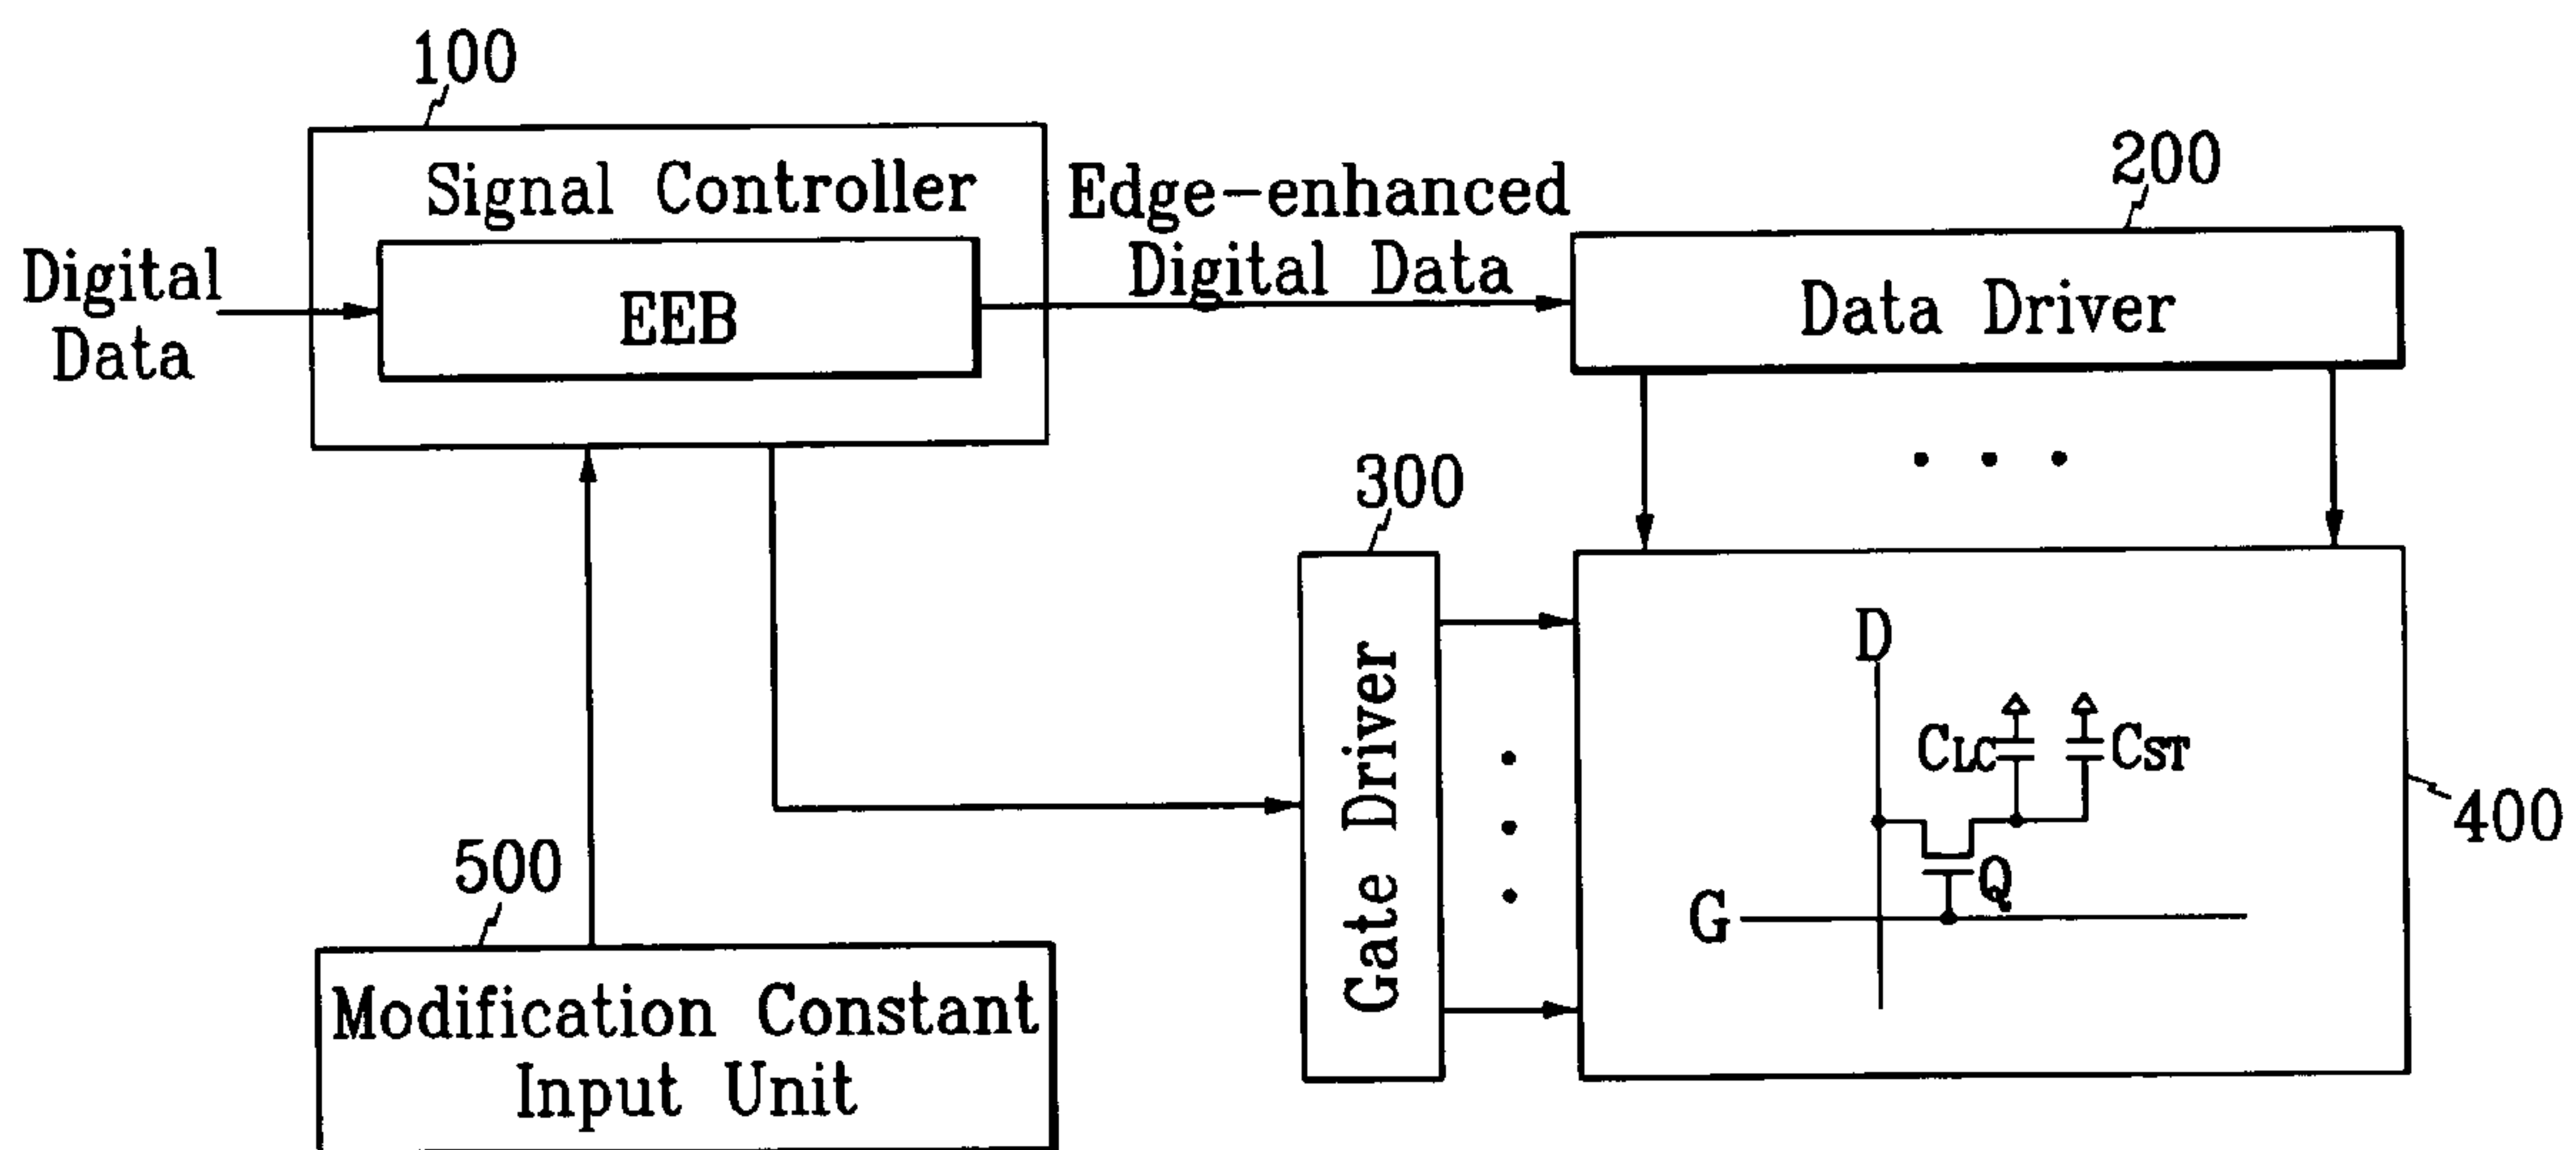 100
Signal Controller
EEB
Digital
Data
Edge-enhanced
Digital Data
200
Data Driver
300
Gate Driver
D
CLC
CST
Q
G
400
500
Modification Constant
Input Unit